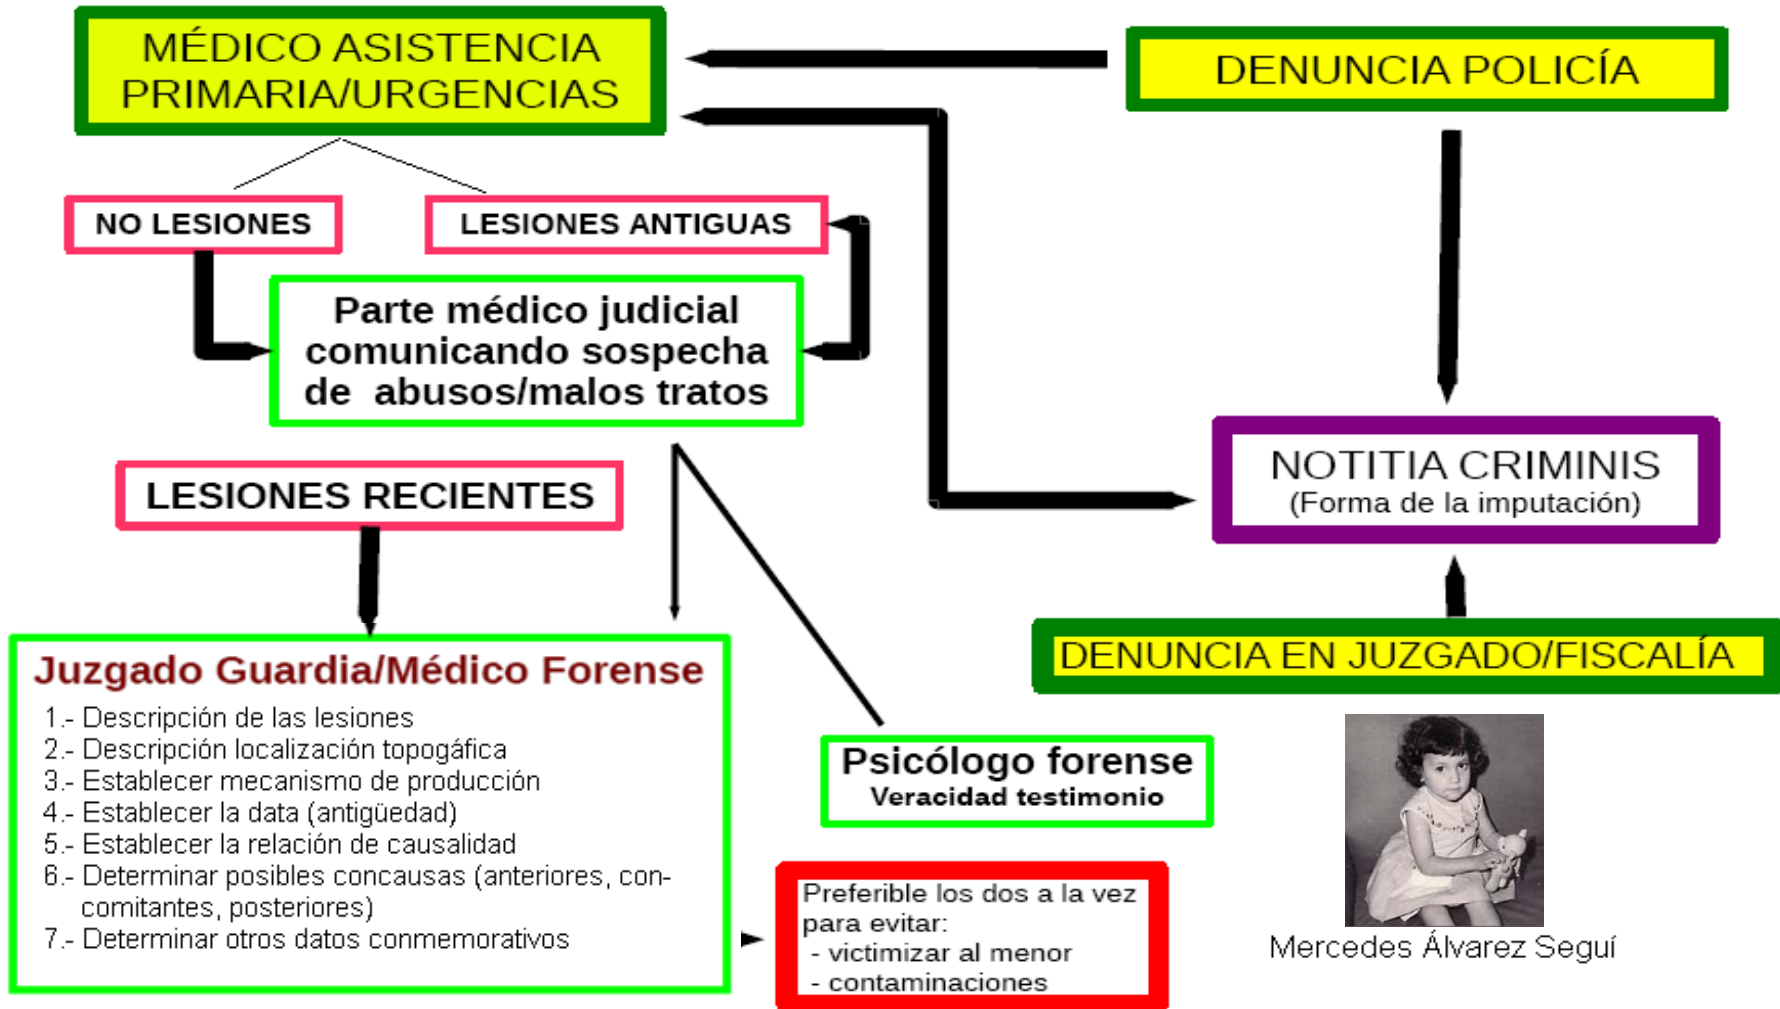 MÉDICO ASISTENCIA
PRIMARIA/URGENCIAS
DENUNCIA POLICÍA
NO LESIONES
LESIONES ANTIGUAS
Parte médico judicial
comunicando sospecha
de abusos/malos tratos
LESIONES RECIENTES
NOTITIA CRIMINIS
(Forma de la imputación)
DENUNCIA EN JUZGADO/FISCALÍA
Juzgado Guardia/Médico Forense
1.- Descripción de las lesiones
2.- Descripción localización topogáfica
3.- Establecer mecanismo de producción
4.- Establecer la data (antigüedad)
5.- Establecer la relación de causalidad
6.- Determinar posibles concausas (anteriores, con-
comitantes, posteriores)
7.- Determinar otros datos conmemorativos
Psicólogo forense
Veracidad testimonio
Preferible los dos a la vez
para evitar:
- victimizar al menor
- contaminaciones
Mercedes Álvarez Seguí